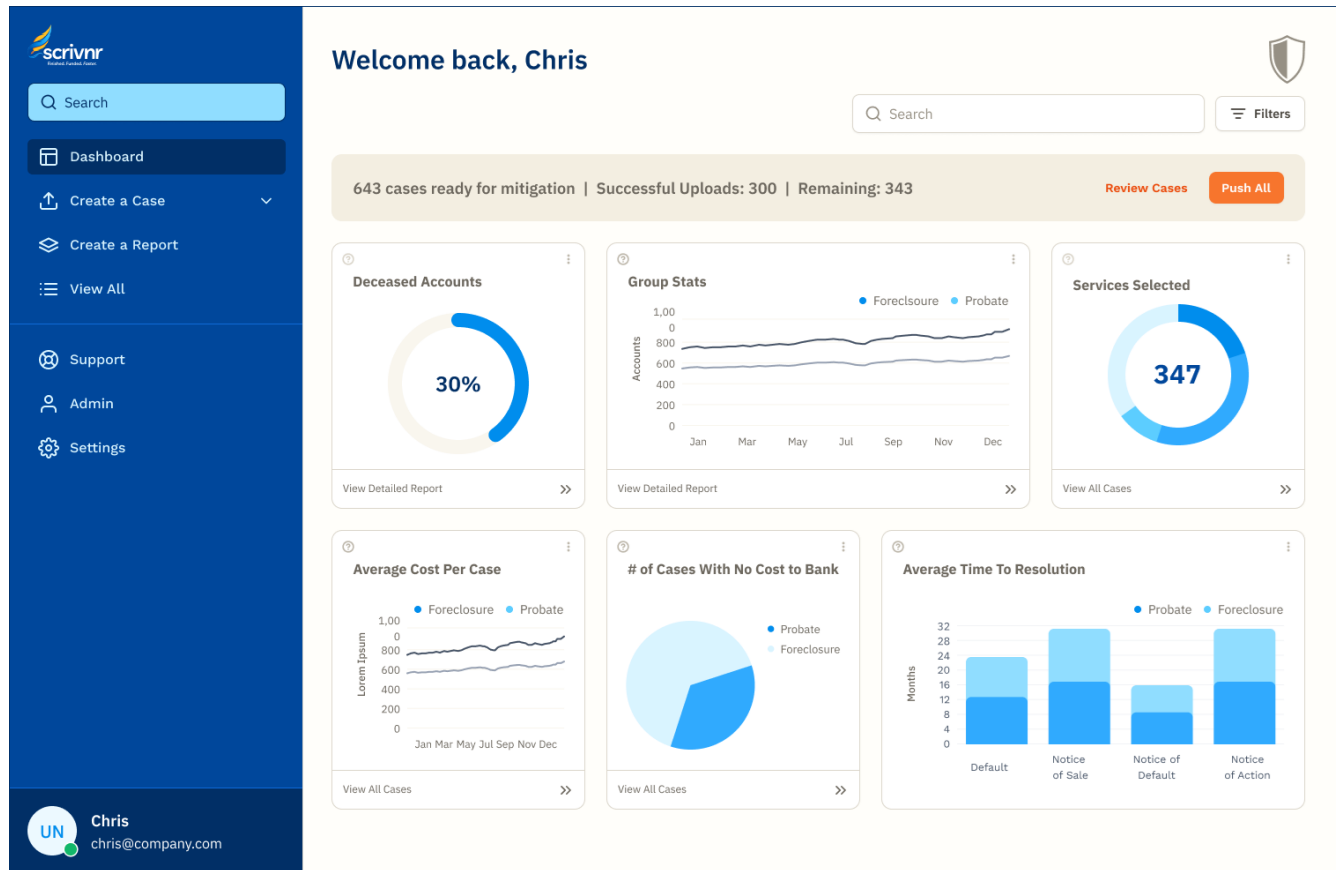 scrivnr
Finished. Funded. Faster.
Search
Dashboard
Create a Case
Create a Report
View All
Support
Admin
Settings
UN
Chris
chris@company.com
Welcome back, Chris
Search
Filters
643 cases ready for mitigation | Successful Uploads: 300 | Remaining: 343
Review Cases
Push All
Deceased Accounts
30%
View Detailed Report
Group Stats
Foreclsoure Probate
Accounts
1,00
0
800
600
400
200
0
Jan Mar May Jul Sep Nov Dec
View Detailed Report
Services Selected
347
View All Cases
Average Cost Per Case
Foreclosure Probate
Lorem Ipsum
1,00
0
800
600
400
200
0
Jan Mar May Jul Sep Nov Dec
View All Cases
# of Cases With No Cost to Bank
Probate
Foreclosure
View All Cases
Average Time To Resolution
Probate Foreclosure
Months
32
28
24
20
16
12
8
4
0
Default
Notice
of Sale
Notice of
Default
Notice
of Action